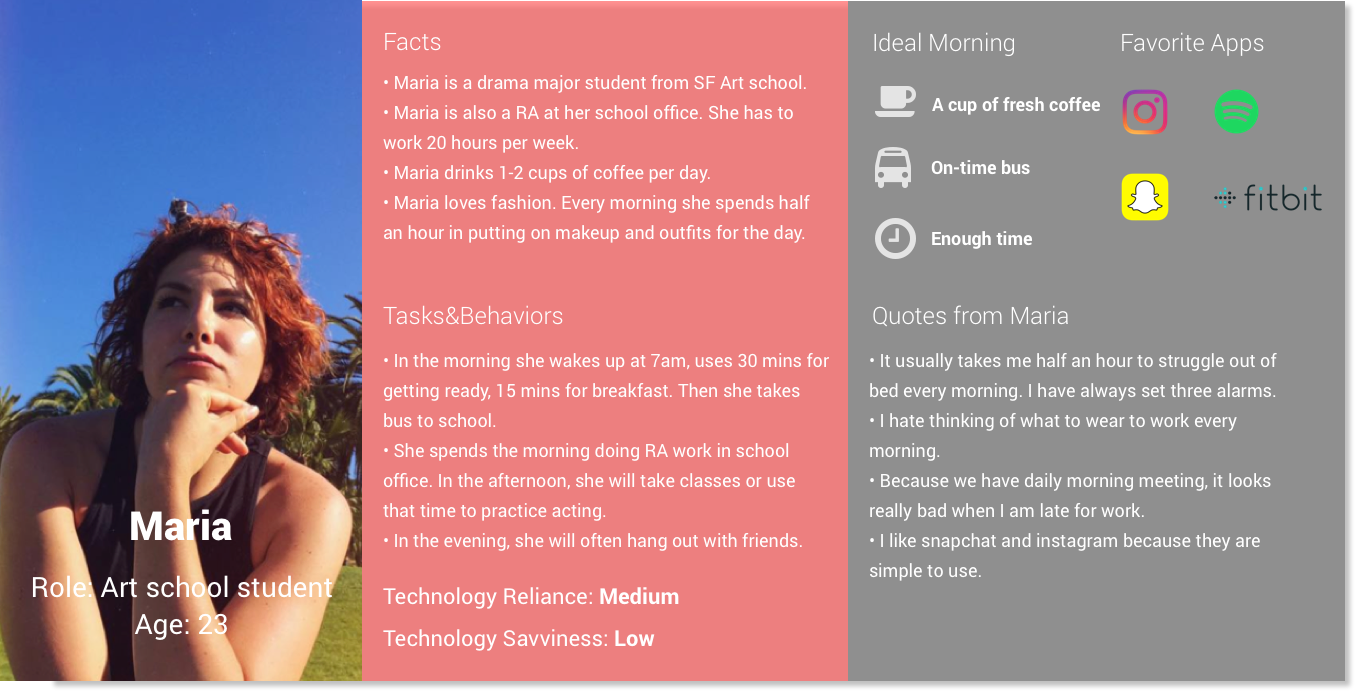 Maria
Role: Art school student
Age: 23
Facts
• Maria is a drama major student from SF Art school.
• Maria is also a RA at her school office. She has to
work 20 hours per week.
• Maria drinks 1-2 cups of coffee per day.
• Maria loves fashion. Every morning she spends half
an hour in putting on makeup and outfits for the day.
Tasks&Behaviors
• In the morning she wakes up at 7am, uses 30 mins for
getting ready, 15 mins for breakfast. Then she takes
bus to school.
• She spends the morning doing RA work in school
office. In the afternoon, she will take classes or use
that time to practice acting.
• In the evening, she will often hang out with friends.
Technology Reliance: Medium
Technology Savviness: Low
Ideal Morning
A cup of fresh coffee
On-time bus
Enough time
Favorite Apps
fitbit
Quotes from Maria
• It usually takes me half an hour to struggle out of
bed every morning. I have always set three alarms.
• I hate thinking of what to wear to work every
morning.
• Because we have daily morning meeting, it looks
really bad when I am late for work.
• I like snapchat and instagram because they are
simple to use.